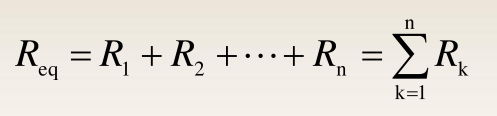 R_eq = R_1 + R_2 + ··· + R_n = ∑_{k=1}^{n} R_k